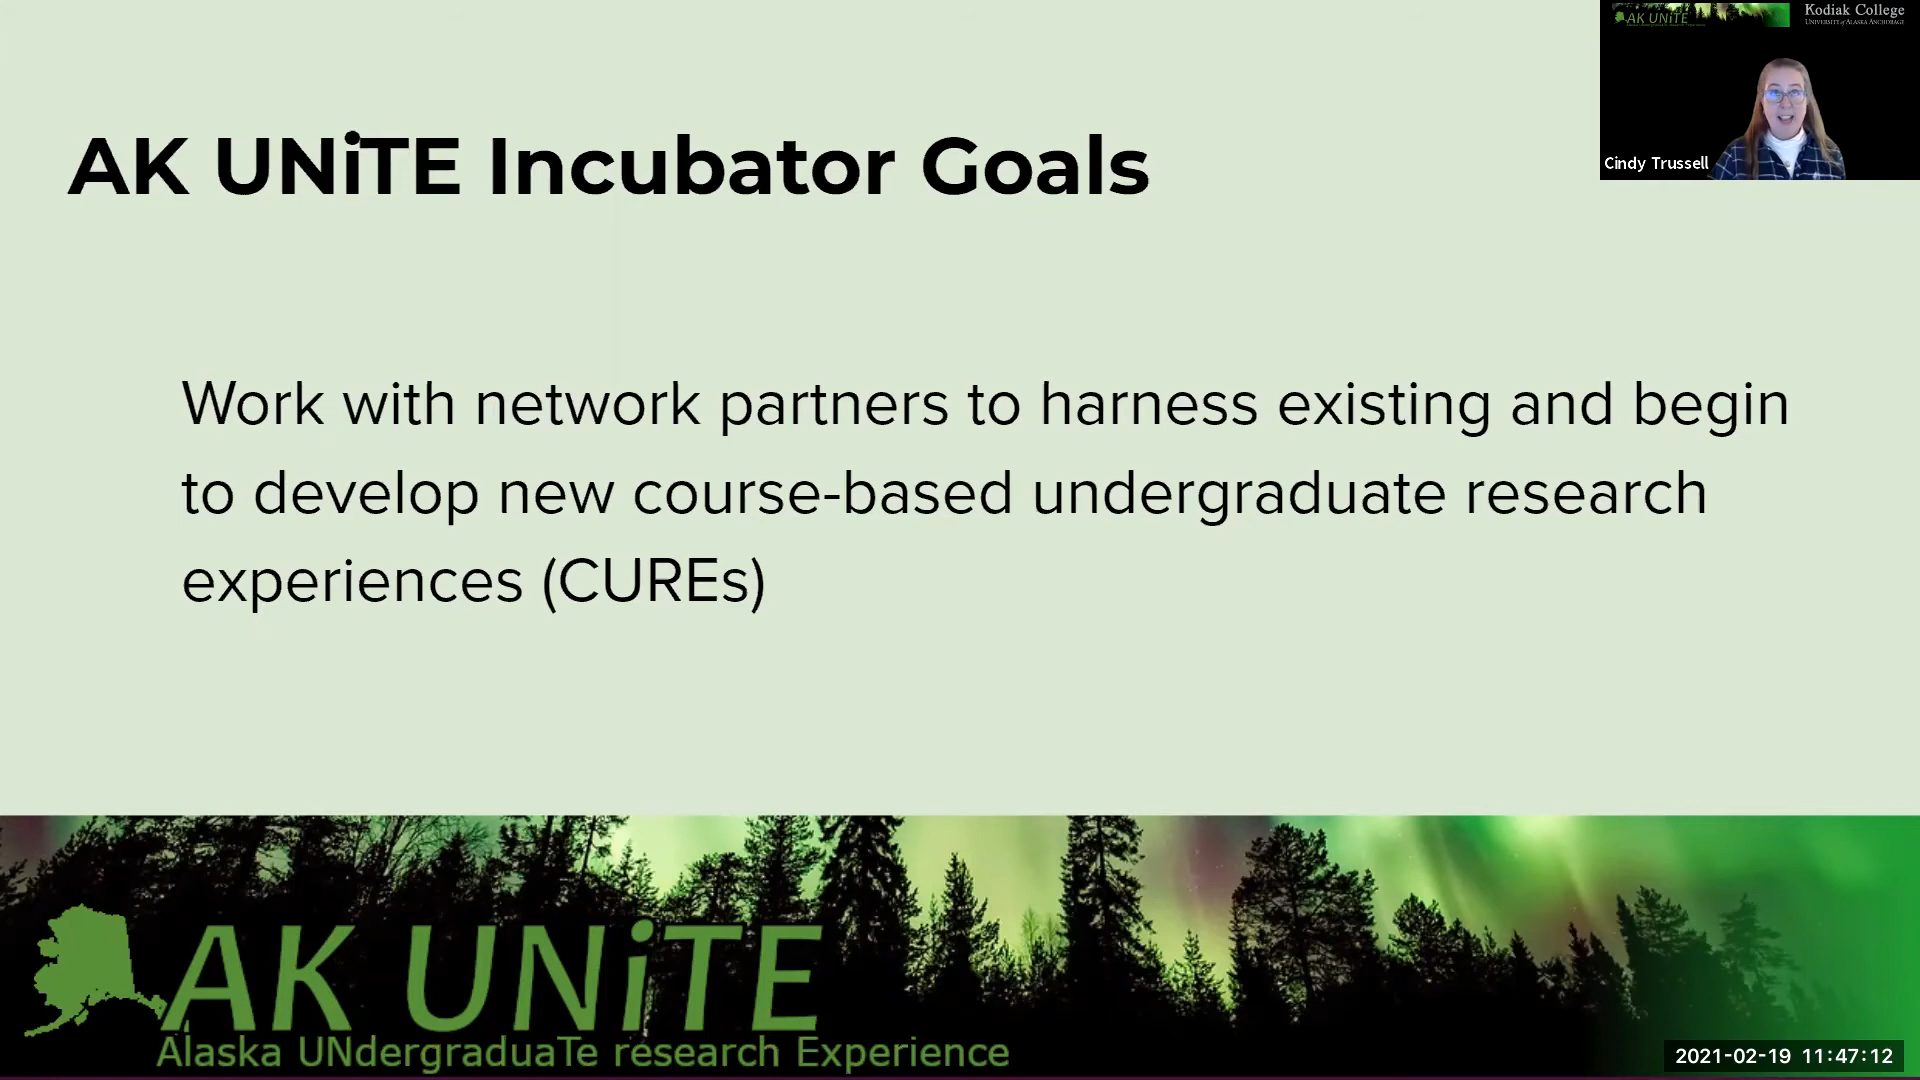 AK UNiTE
Kodiak College
UNIVERSITY of ALASKA ANCHORAGE
AK UNiTE Incubator Goals
Cindy Trussell
Work with network partners to harness existing and begin
to develop new course-based undergraduate research
experiences (CUREs)
AK UNiTE
Alaska UNdergraduaTe research Experience
2021-02-19 11:47:12